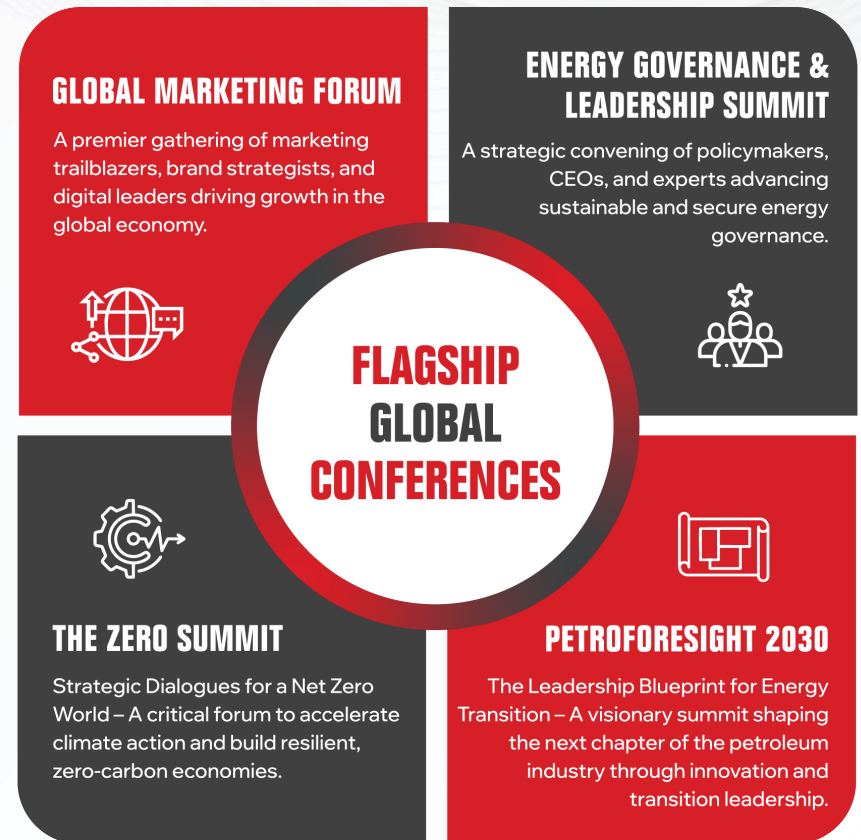 GLOBAL MARKETING FORUM
A premier gathering of marketing
trailblazers, brand strategists, and
digital leaders driving growth in the
global economy.
ENERGY GOVERNANCE &
LEADERSHIP SUMMIT
A strategic convening of policymakers,
CEOs, and experts advancing
sustainable and secure energy
governance.
FLAGSHIP
GLOBAL
CONFERENCES
THE ZERO SUMMIT
Strategic Dialogues for a Net Zero
World – A critical forum to accelerate
climate action and build resilient,
zero-carbon economies.
PETROFORESIGHT 2030
The Leadership Blueprint for Energy
Transition – A visionary summit shaping
the next chapter of the petroleum
industry through innovation and
transition leadership.